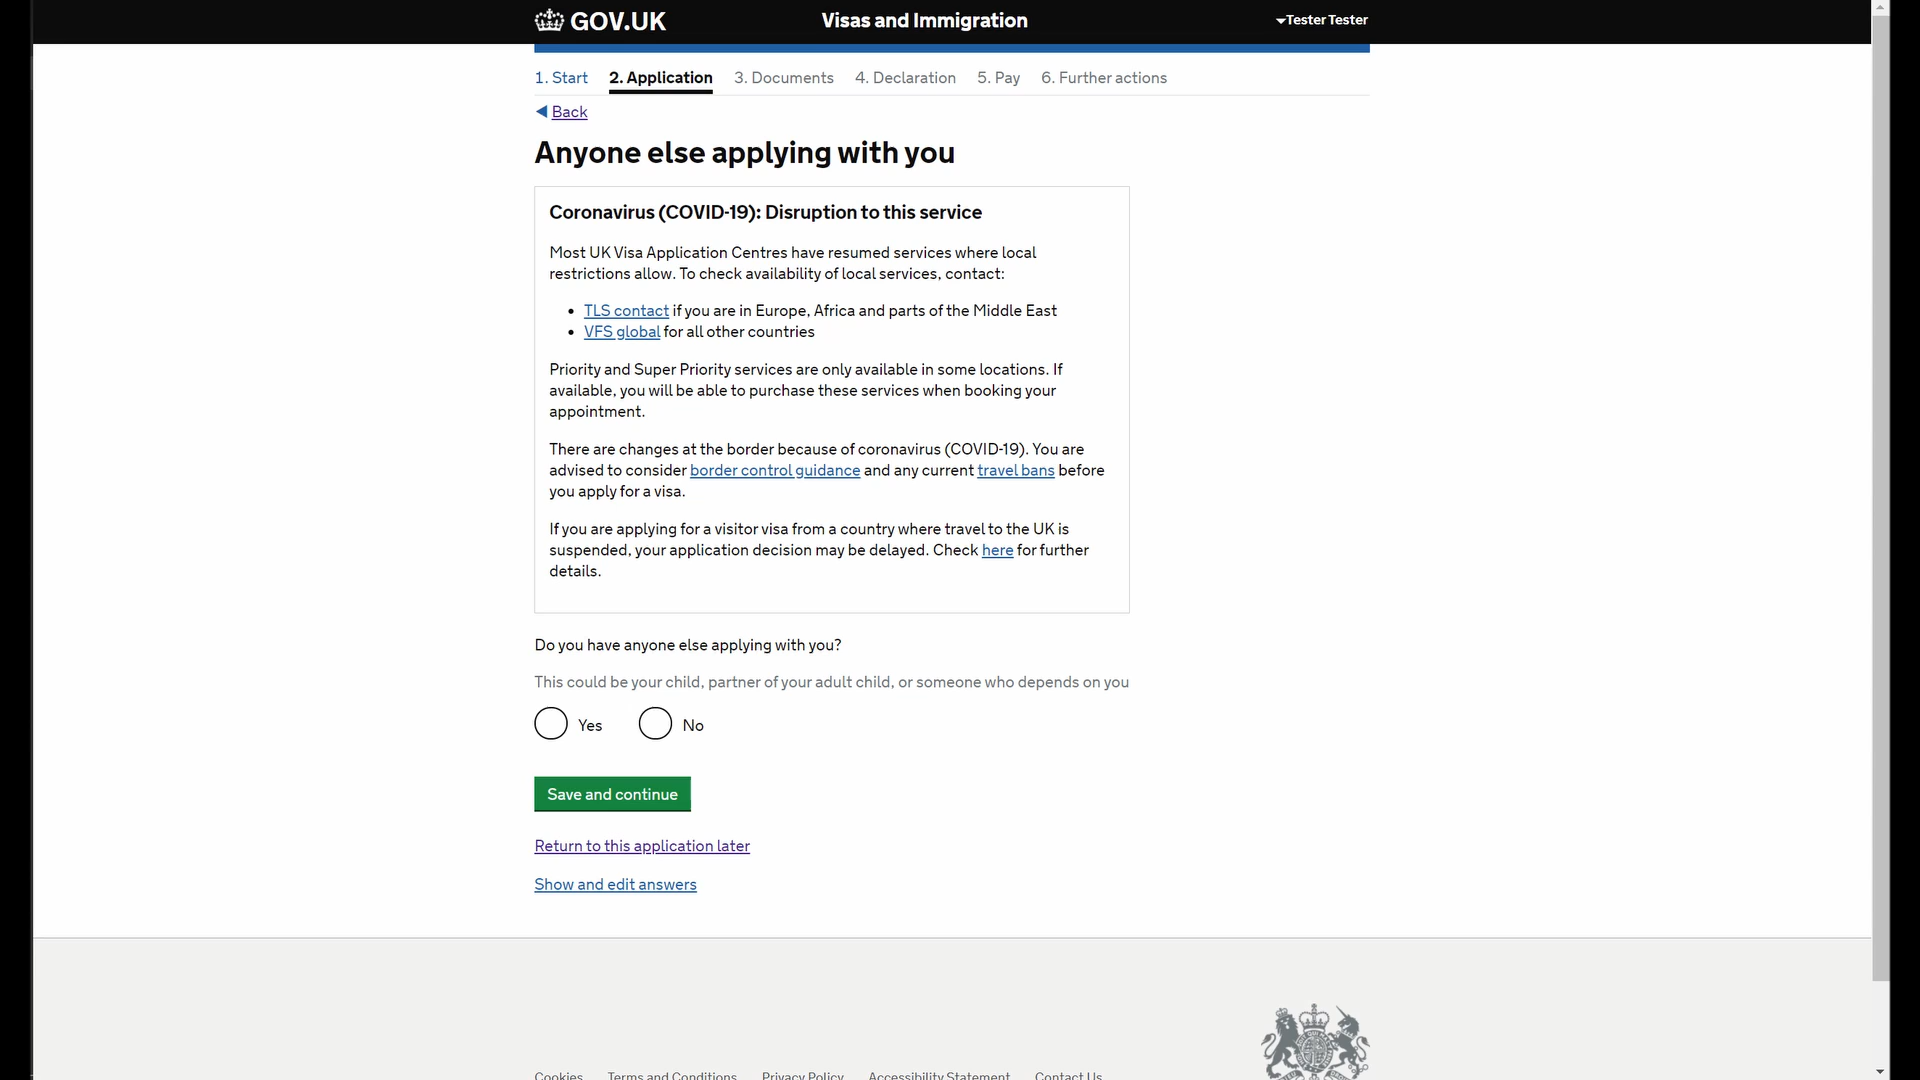 GOV.UK
Visas and Immigration
Tester Tester
1. Start
2. Application
3. Documents
4. Declaration
5. Pay
6. Further actions
Back
Anyone else applying with you
Coronavirus (COVID-19): Disruption to this service
Most UK Visa Application Centres have resumed services where local
restrictions allow. To check availability of local services, contact:
• TLS contact if you are in Europe, Africa and parts of the Middle East
• VFS global for all other countries
Priority and Super Priority services are only available in some locations. If
available, you will be able to purchase these services when booking your
appointment.
There are changes at the border because of coronavirus (COVID-19). You are
advised to consider border control guidance and any current travel bans before
you apply for a visa.
If you are applying for a visitor visa from a country where travel to the UK is
suspended, your application decision may be delayed. Check here for further
details.
Do you have anyone else applying with you?
This could be your child, partner of your adult child, or someone who depends on you
Yes
No
Save and continue
Return to this application later
Show and edit answers
Cookies
Terms and Conditions
Privacy Policy
Accessibility Statement
Contact Us